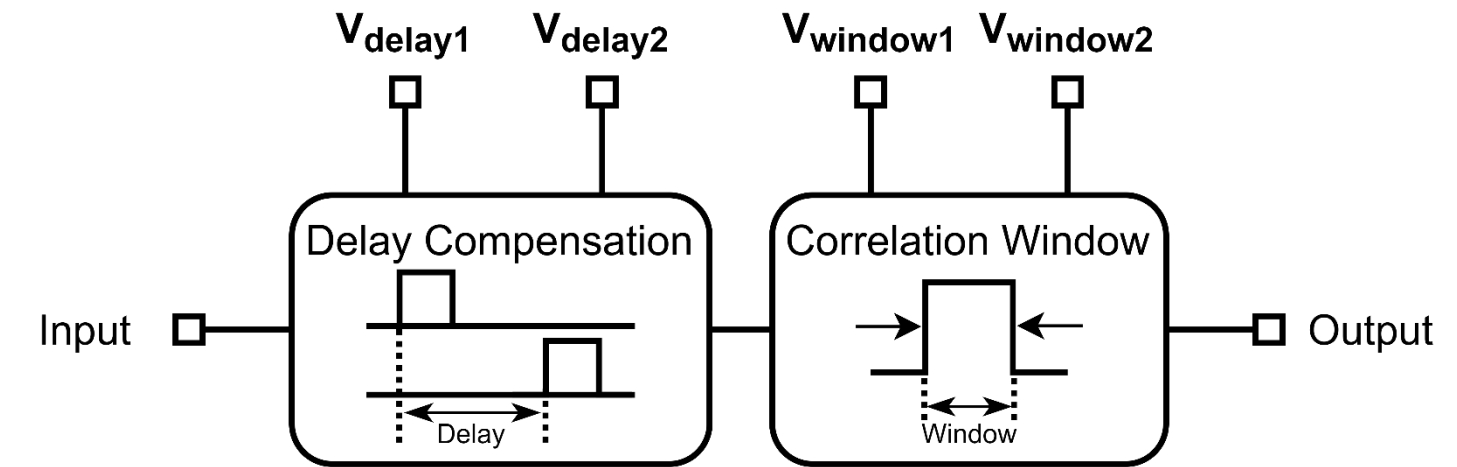 Vdelay1 Vdelay2 Vwindow1 Vwindow2
Delay Compensation
Correlation Window
Input
Output
Delay
Window